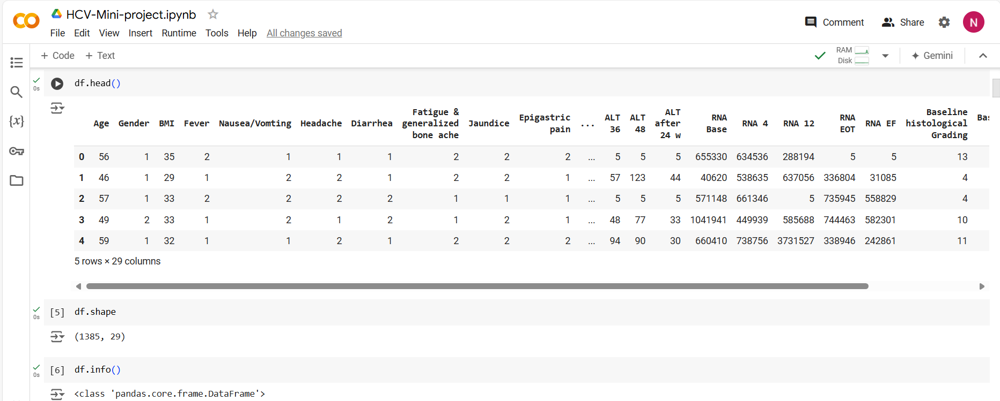 HCV-Mini-project.ipynb
File Edit View Insert Runtime Tools Help All changes saved
Comment Share N
+ Code + Text
RAM
Disk
Gemini
0s
df.head()
Age Gender BMI Fever Nausea/Vomting Headache Diarrhea Fatigue & generalized bone ache Jaundice Epigastric pain ... ALT 36 ALT 48 ALT after 24 w RNA Base RNA 4 RNA 12 RNA EOT RNA EF Baseline histological Grading Bas
0 56 1 35 2 1 1 1 2 2 2 ... 5 5 5 655330 634536 288194 5 5 13
1 46 1 29 1 2 2 1 2 2 1 ... 57 123 44 40620 538635 637056 336804 31085 4
2 57 1 33 2 2 2 2 1 1 1 ... 5 5 5 571148 661346 5 735945 558829 4
3 49 2 33 1 2 1 2 1 2 1 ... 48 77 33 1041941 449939 585688 744463 582301 10
4 59 1 32 1 1 2 1 2 2 2 ... 94 90 30 660410 738756 3731527 338946 242861 11
5 rows × 29 columns
0s
[5] df.shape
(1385, 29)
0s
[6] df.info()
<class 'pandas.core.frame.DataFrame'>